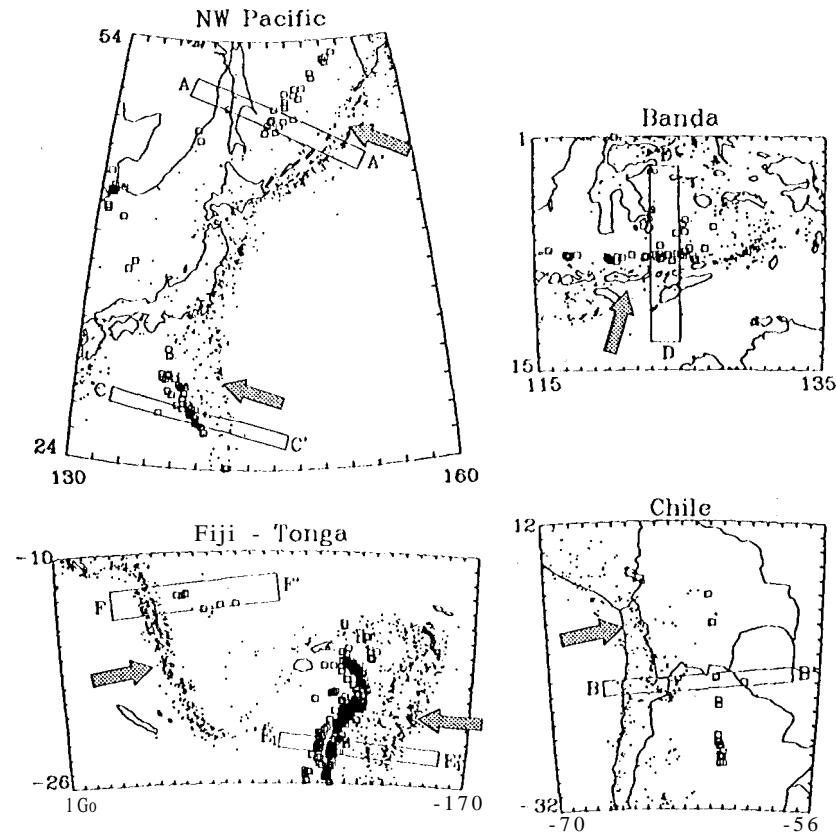 NW Pacific
54
A
A'
C
C'
24
130
160
Banda
1
D
15
115
135
Fiji - Tonga
-10
F
F'
-26
1Go
-170
Chile
12
B
B'
- 32
-70
-56